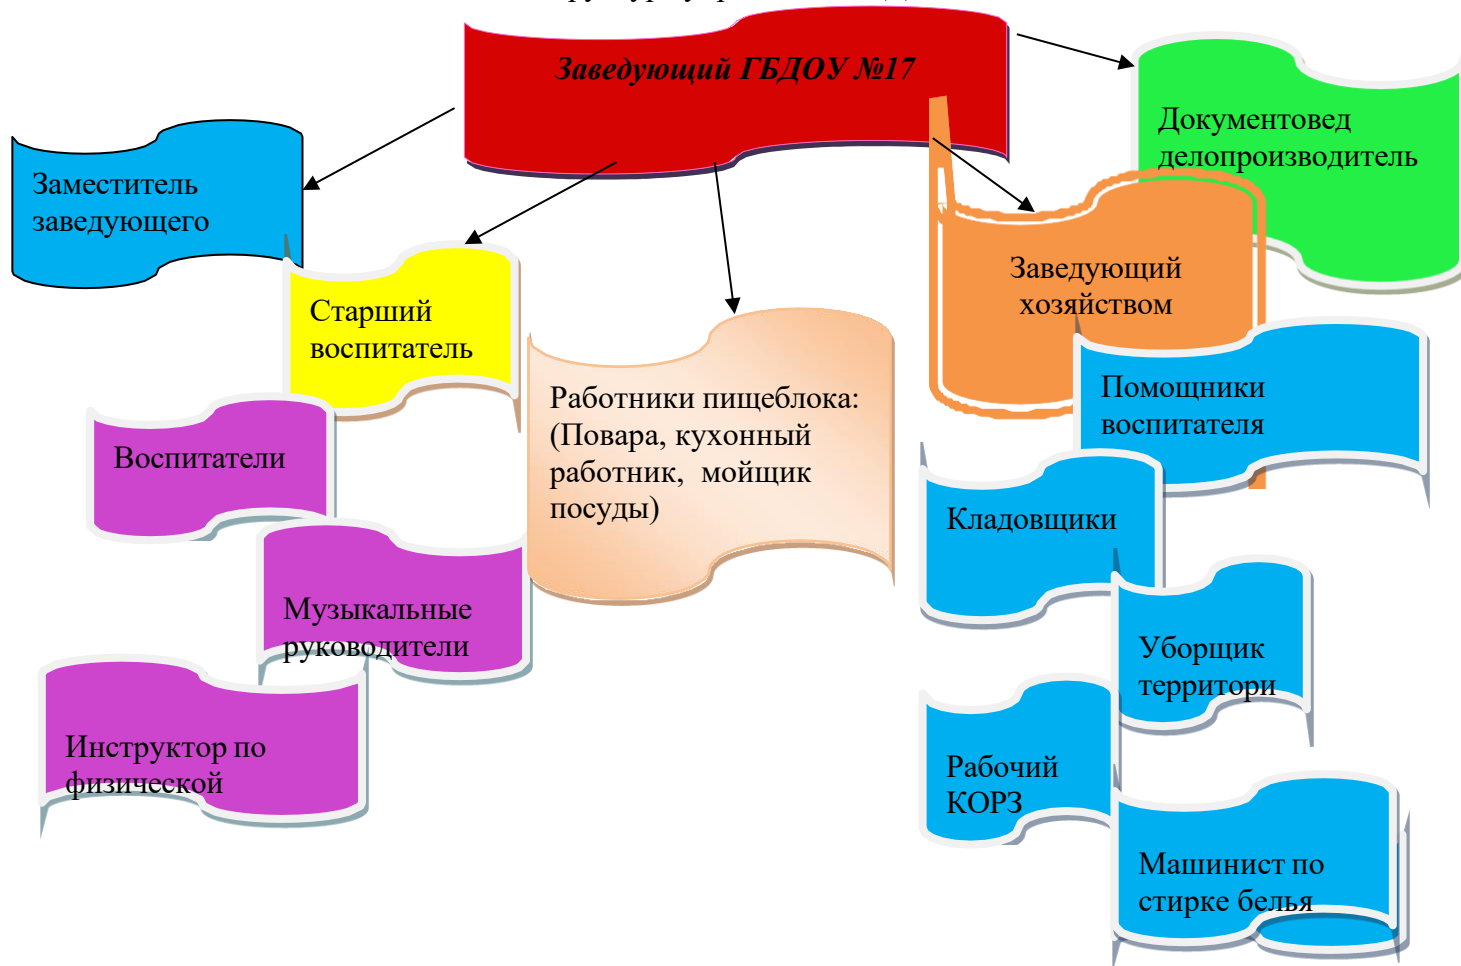 Заведующий ГБДОУ №17
Документовед
делопроизводитель
Заместитель
заведующего
Заведующий
хозяйством
Старший
воспитатель
Работники пищеблока:
(Повара, кухонный
работник, мойщик
посуды)
Помощники
воспитателя
Воспитатели
Кладовщики
Музыкальные
руководители
Уборщик
територи
Инструктор по
физической
Рабочий
КОРЗ
Машинист по
стирке белья